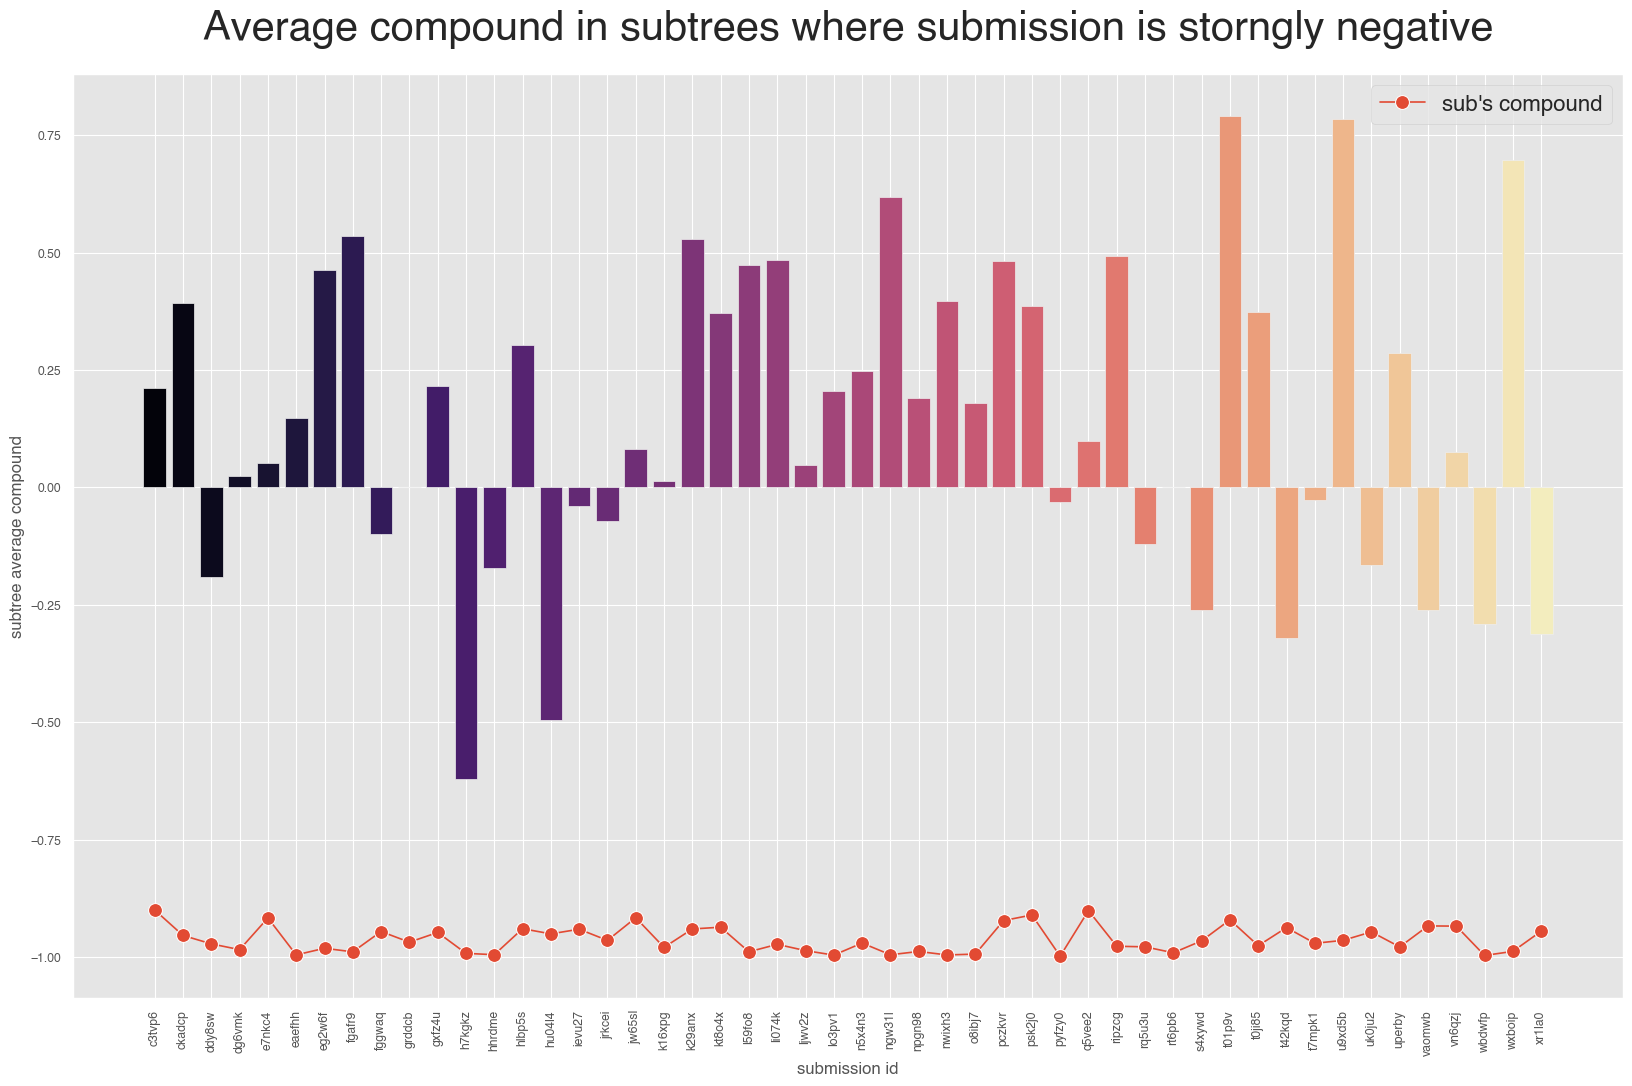 Average compound in subtrees where submission is storngly negative
sub's compound
0.75
0.50
0.25
0.00
−0.25
−0.50
−0.75
−1.00
subtree average compound
c3tvp6
ckadcp
ddy8sw
dg6vmk
e7nkc4
eaefhh
eg2w6f
fgafr9
fggwaq
grddcb
gxfz4u
h7kgkz
hhrdme
hlbp5s
hu04l4
ievu27
jfkcei
jw65sl
k16xpg
k29anx
kt8o4x
l59fo8
li074k
ljwv2z
lo3pv1
n5x4n3
ngw31l
npgn98
nwixh3
o8lbj7
pczkvr
psk2j0
pyfzy0
q5vee2
ripzcg
rq5u3u
rt6pb6
s4xywd
t01p9v
t0ji85
t42kqd
t7mpk1
u9xd5b
uk0ju2
uperby
vaomwb
vn6qzj
wbdwfp
wxboip
xr1la0
submission id